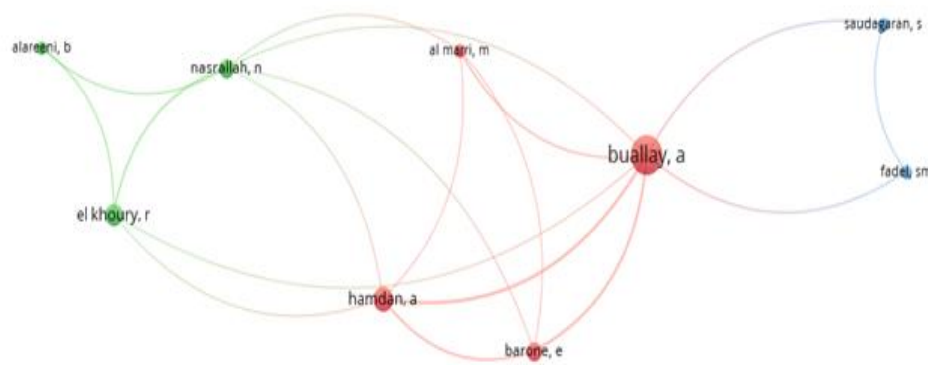 saudagaran, s
alareeni, b
al marri, m
nasrallah, n
buallay, a
fadel, sm
el khoury, r
hamdan, a
barone, e